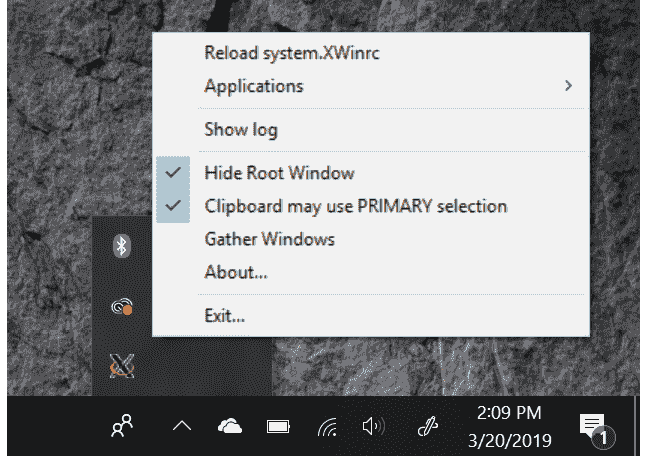 Reload system.XWinrc
Applications
Show log
Hide Root Window
Clipboard may use PRIMARY selection
Gather Windows
About...
Exit...
2:09 PM
3/20/2019
1